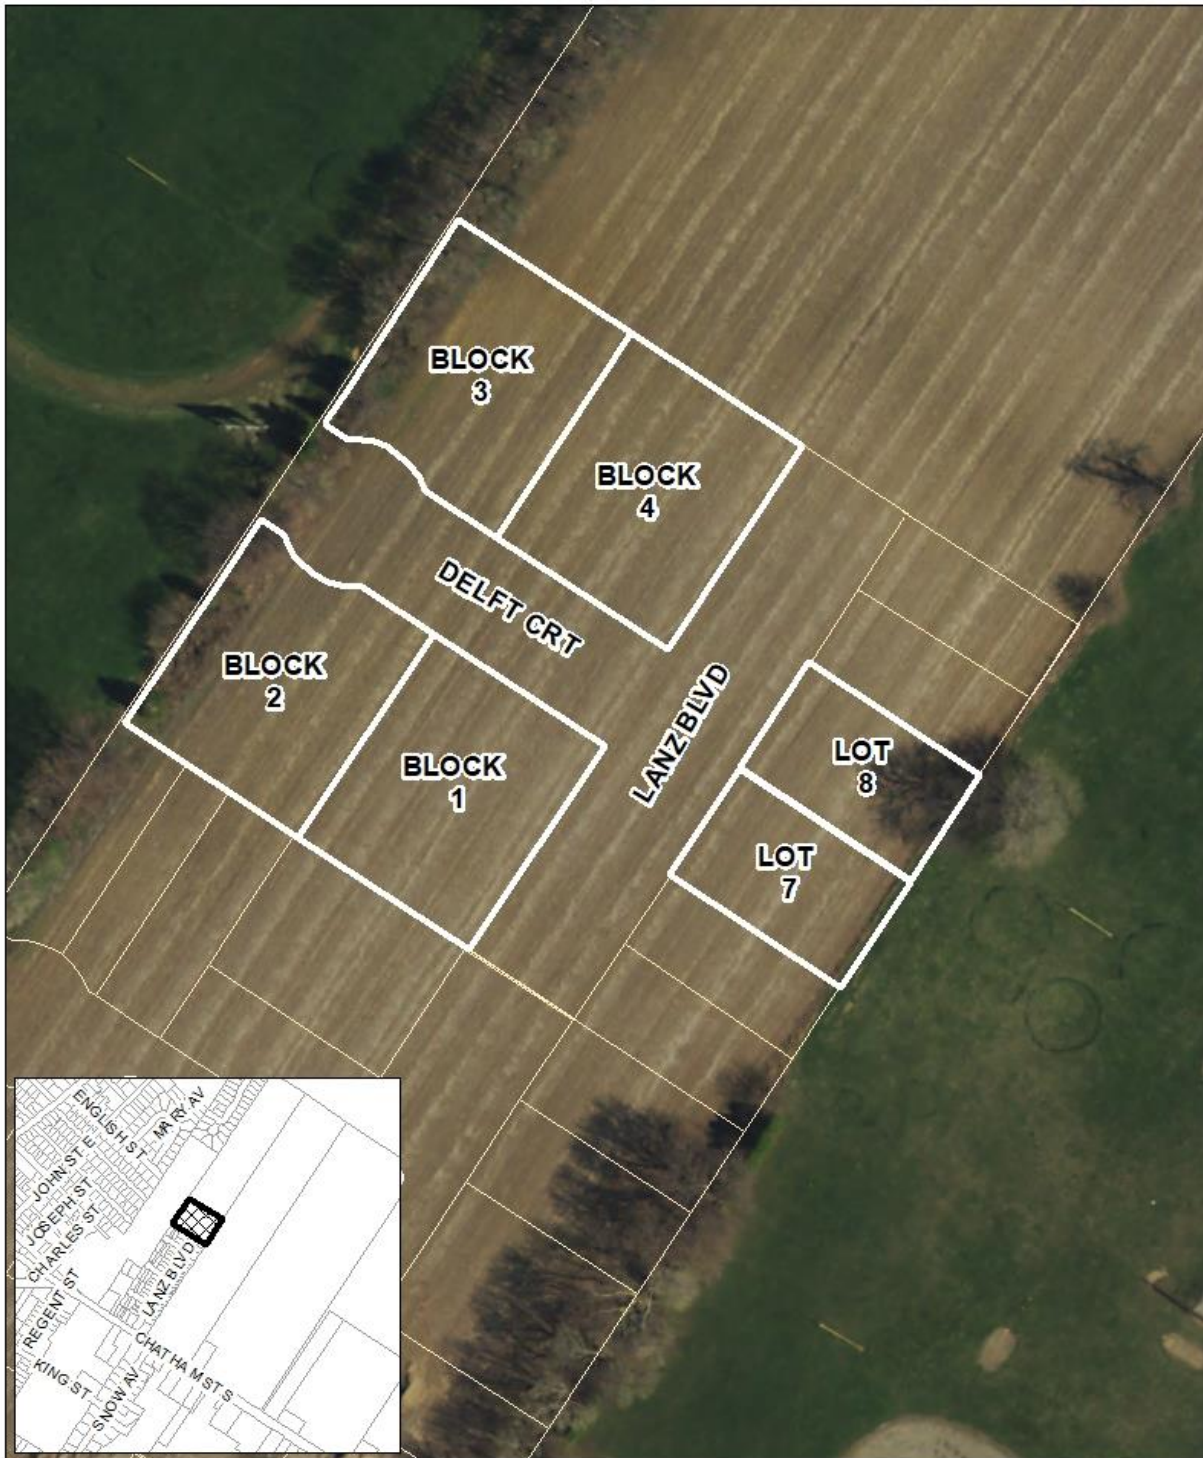 BLOCK
3
BLOCK
4
DELFT CRT
BLOCK
2
BLOCK
1
LANZ BLVD
LOT
8
LOT
7
ENGLISH ST
MARY AV
JOHN ST E
JOSEPH ST
CHARLES ST
REGENT ST
KING ST
LANZ BLVD
CHATHAM ST S
SNOW AV